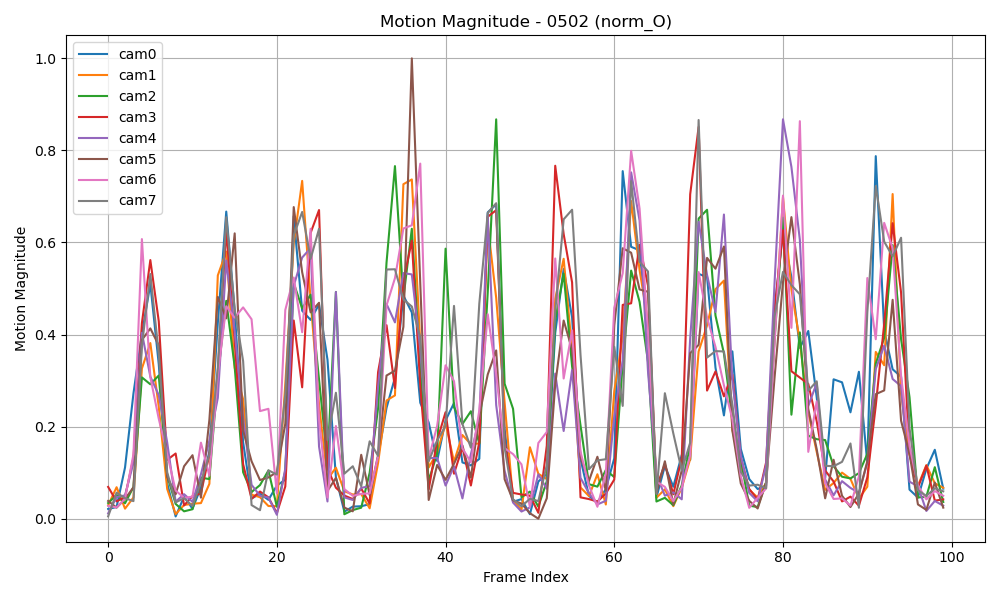 Motion Magnitude - 0502 (norm_O)
cam0
cam1
cam2
cam3
cam4
cam5
cam6
cam7
Motion Magnitude
1.0
0.8
0.6
0.4
0.2
0.0
0
20
40
60
80
100
Frame Index